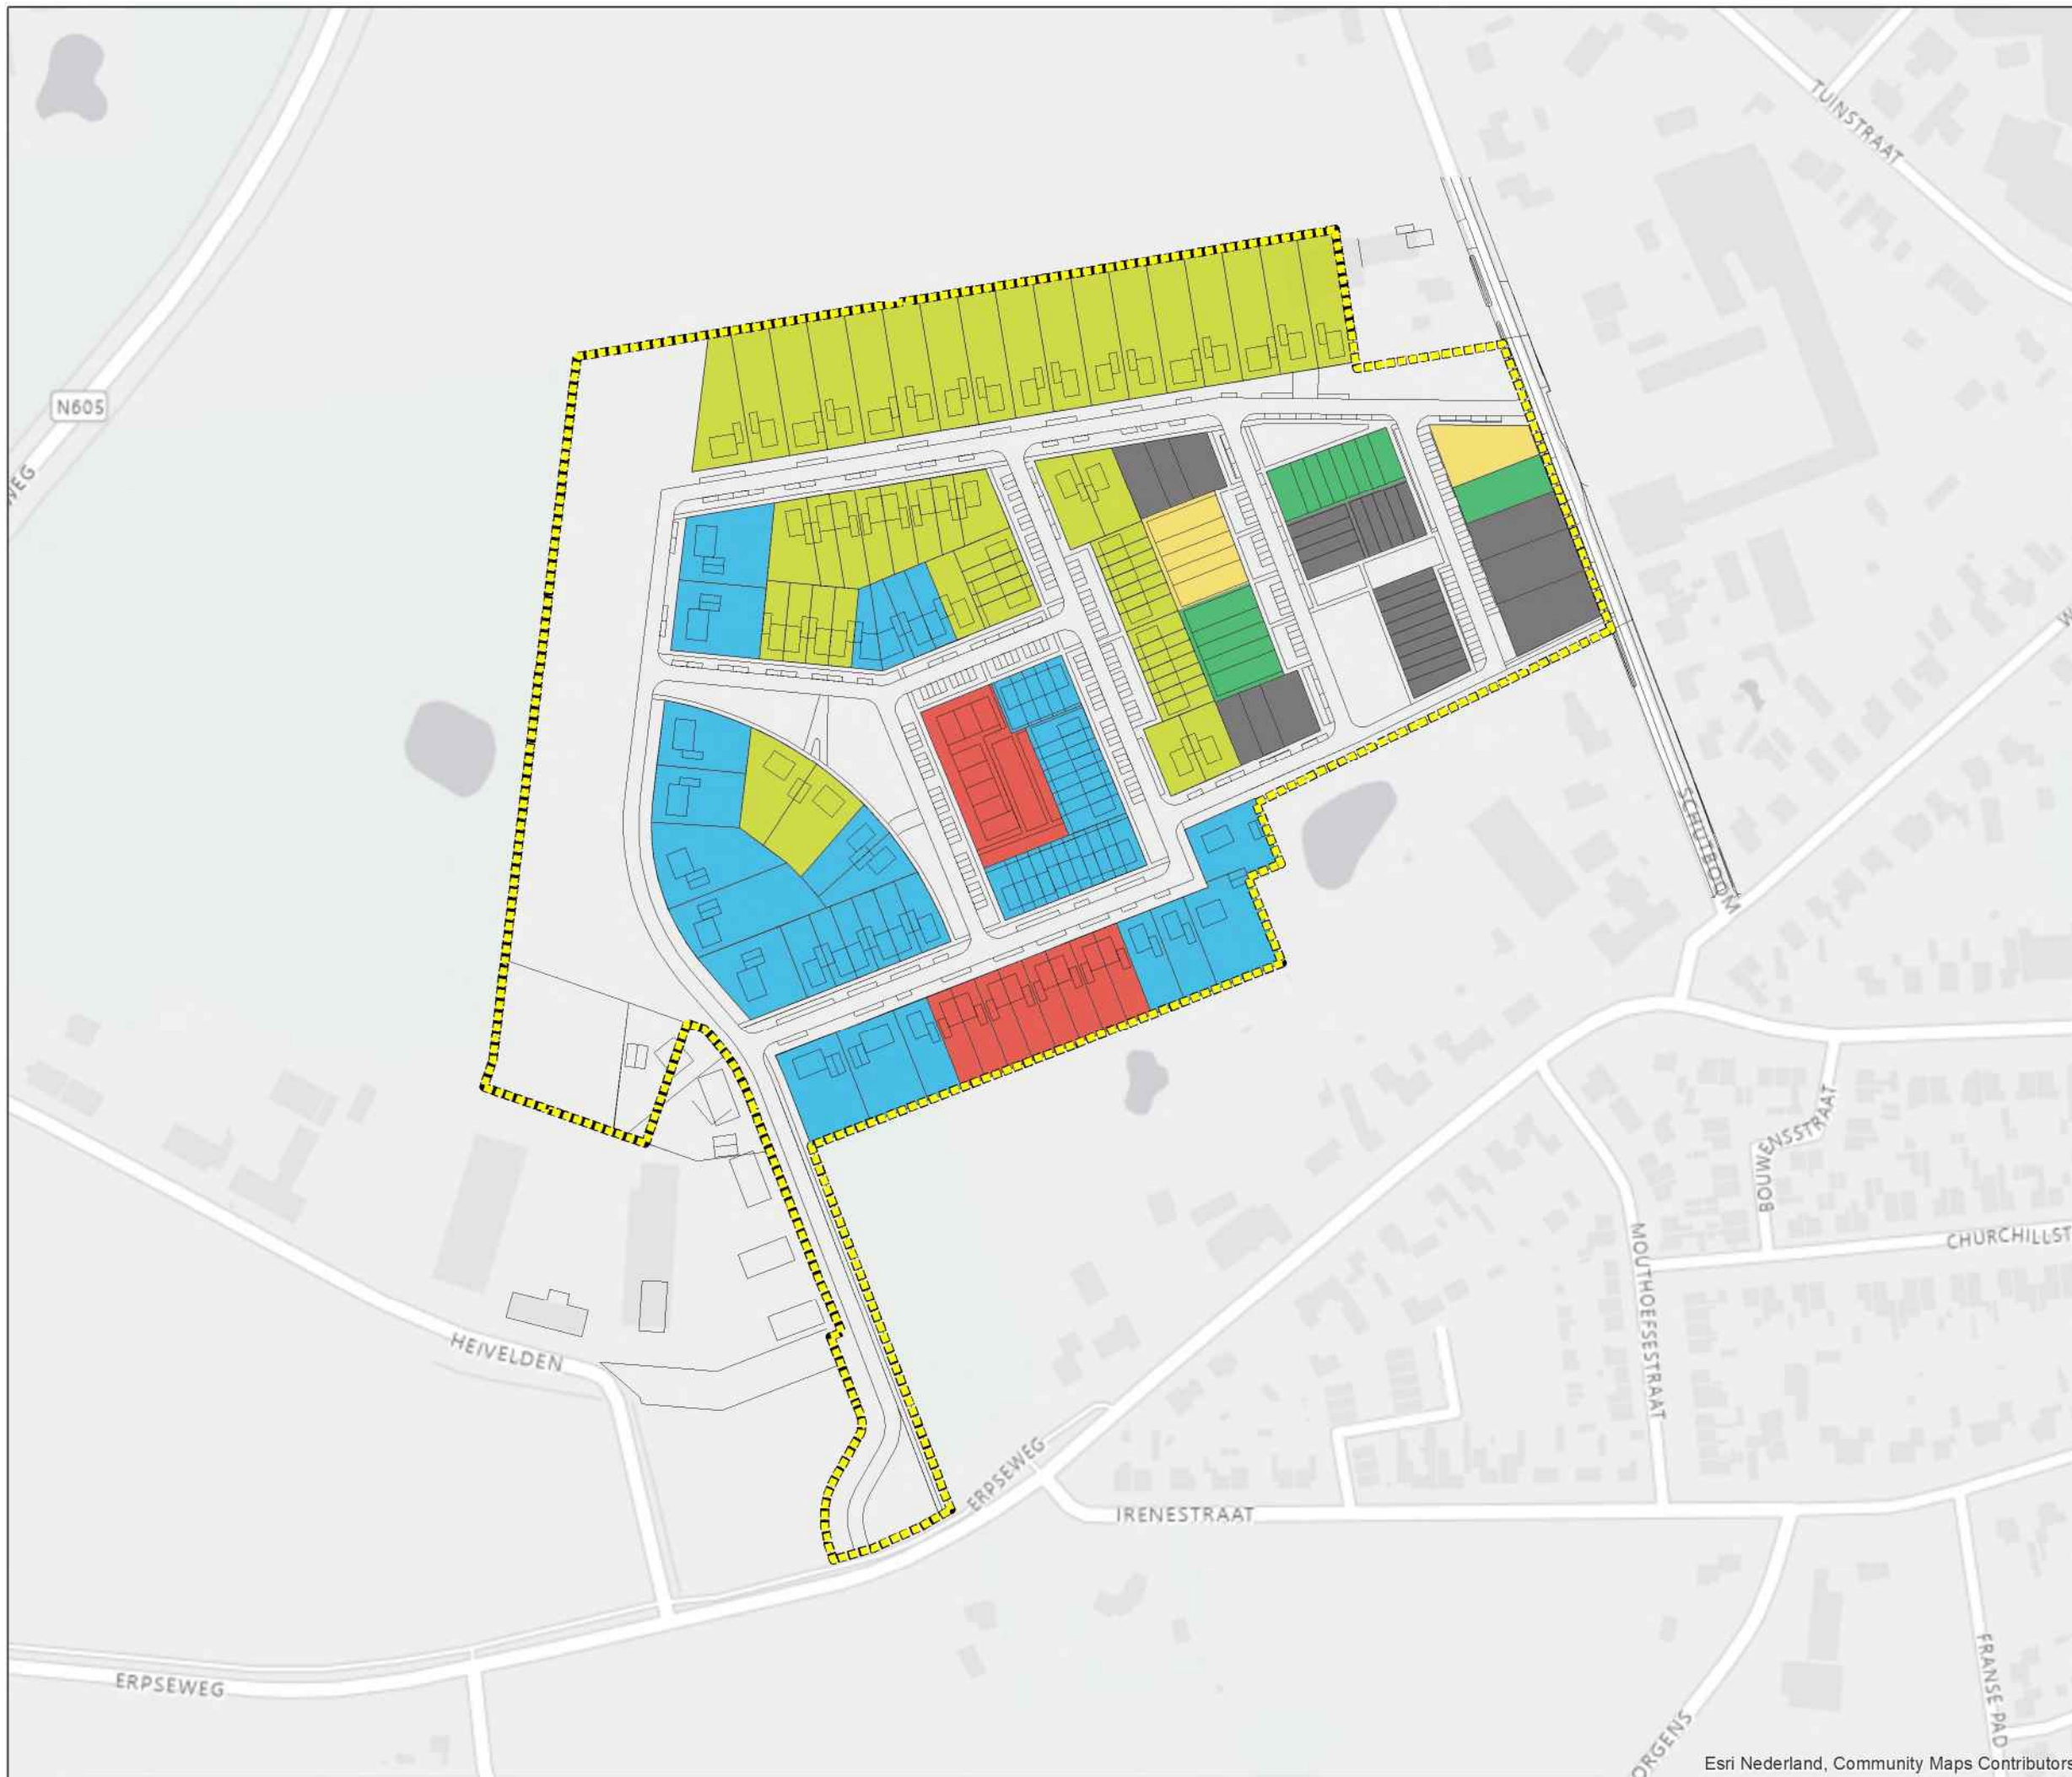 TUINSTRAAT
N605
WEG
SCHUTBOOM
BOUWENSSTRAAT
CHURCHILLST
MOUTHOEFSESTRAAT
HEIVELDEN
ERPSEWEG
IRENESTRAAT
ERPSEWEG
FRANSE PAD
ORGENS
Esri Nederland, Community Maps Contributors